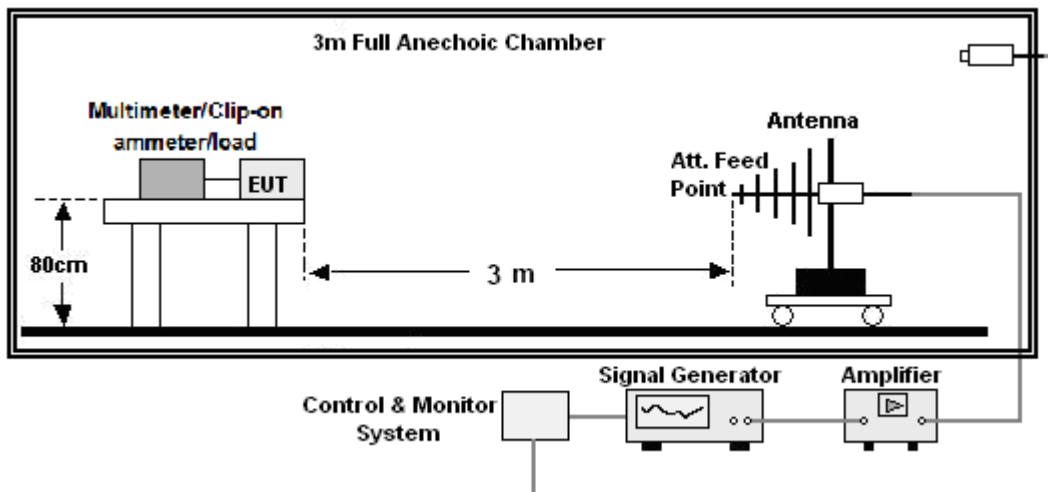 3m Full Anechoic Chamber
Multimeter/Clip-on
ammeter/load
EUT
80cm
3 m
Antenna
Att. Feed
Point
Signal Generator
Amplifier
Control & Monitor
System